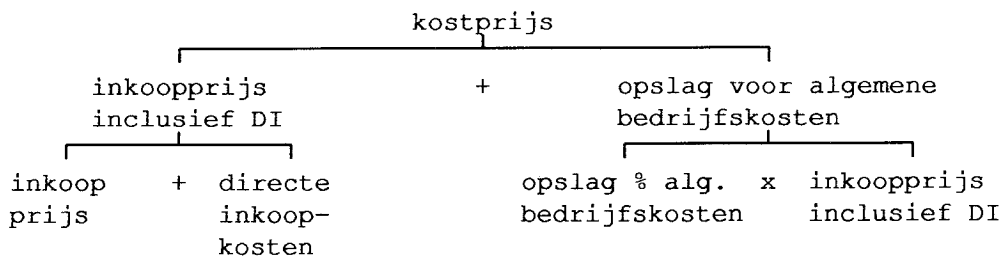 kostprijs
inkoopprijs + opslag voor algemene
inclusief DI bedrijfskosten
inkoop + directe opslag % alg. x inkoopprijs
prijs inkoop- bedrijfskosten inclusief DI
kosten